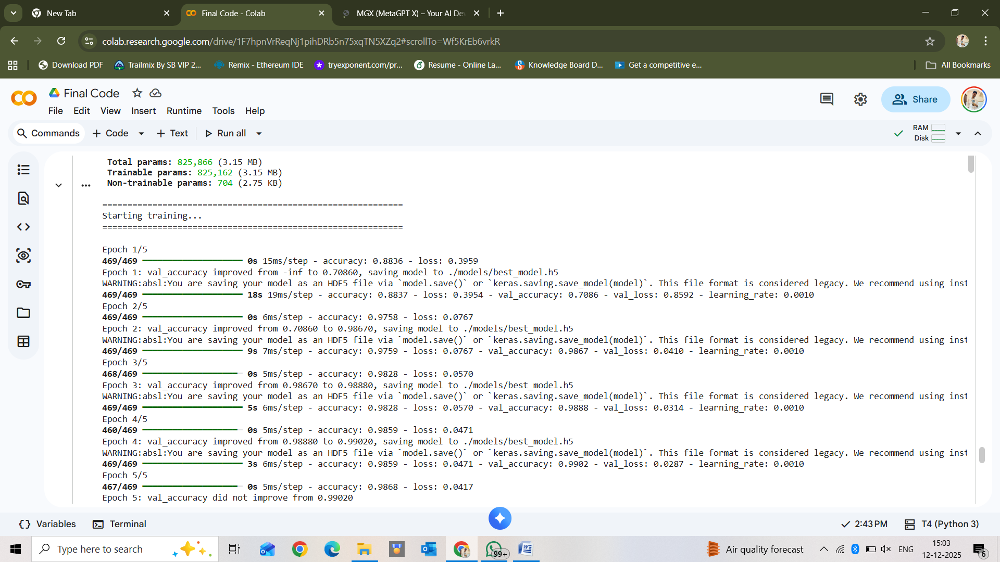 New Tab
Final Code - Colab
MGX (MetaGPT X) – Your AI De
colab.research.google.com/drive/1F7hpnVrReqNj1pihDRb5n75xqTN5XZq2#scrollTo=Wf5KrEb6vrkR
Download PDF
Trailmix By SB VIP 2...
Remix - Ethereum IDE
tryexponent.com/pr...
Resume - Online La...
Knowledge Board D...
Get a competitive e...
All Bookmarks
Final Code
File Edit View Insert Runtime Tools Help
Share
Commands + Code + Text Run all
RAM
Disk
Total params: 825,866 (3.15 MB)
Trainable params: 825,162 (3.15 MB)
Non-trainable params: 704 (2.75 KB)
============================================================
Starting training...
============================================================
Epoch 1/5
469/469 ━━━━━━━━━━━━━━━━━━━━ 0s 15ms/step - accuracy: 0.8836 - loss: 0.3959
Epoch 1: val_accuracy improved from -inf to 0.70860, saving model to ./models/best_model.h5
WARNING:absl:You are saving your model as an HDF5 file via `model.save()` or `keras.saving.save_model(model)`. This file format is considered legacy. We recommend using inst
469/469 ━━━━━━━━━━━━━━━━━━━━ 18s 19ms/step - accuracy: 0.8837 - loss: 0.3954 - val_accuracy: 0.7086 - val_loss: 0.8592 - learning_rate: 0.0010
Epoch 2/5
469/469 ━━━━━━━━━━━━━━━━━━━━ 0s 6ms/step - accuracy: 0.9758 - loss: 0.0767
Epoch 2: val_accuracy improved from 0.70860 to 0.98670, saving model to ./models/best_model.h5
WARNING:absl:You are saving your model as an HDF5 file via `model.save()` or `keras.saving.save_model(model)`. This file format is considered legacy. We recommend using inst
469/469 ━━━━━━━━━━━━━━━━━━━━ 9s 7ms/step - accuracy: 0.9759 - loss: 0.0767 - val_accuracy: 0.9867 - val_loss: 0.0410 - learning_rate: 0.0010
Epoch 3/5
468/469 ━━━━━━━━━━━━━━━━━━━━ 0s 5ms/step - accuracy: 0.9828 - loss: 0.0570
Epoch 3: val_accuracy improved from 0.98670 to 0.98880, saving model to ./models/best_model.h5
WARNING:absl:You are saving your model as an HDF5 file via `model.save()` or `keras.saving.save_model(model)`. This file format is considered legacy. We recommend using inst
469/469 ━━━━━━━━━━━━━━━━━━━━ 5s 6ms/step - accuracy: 0.9828 - loss: 0.0570 - val_accuracy: 0.9888 - val_loss: 0.0314 - learning_rate: 0.0010
Epoch 4/5
460/469 ━━━━━━━━━━━━━━━━━━━━ 0s 5ms/step - accuracy: 0.9859 - loss: 0.0471
Epoch 4: val_accuracy improved from 0.98880 to 0.99020, saving model to ./models/best_model.h5
WARNING:absl:You are saving your model as an HDF5 file via `model.save()` or `keras.saving.save_model(model)`. This file format is considered legacy. We recommend using inst
469/469 ━━━━━━━━━━━━━━━━━━━━ 3s 6ms/step - accuracy: 0.9859 - loss: 0.0471 - val_accuracy: 0.9902 - val_loss: 0.0287 - learning_rate: 0.0010
Epoch 5/5
467/469 ━━━━━━━━━━━━━━━━━━━━ 0s 5ms/step - accuracy: 0.9868 - loss: 0.0417
Epoch 5: val_accuracy did not improve from 0.99020
Variables Terminal
2:43 PM T4 (Python 3)
Type here to search
99+
Air quality forecast
ENG
15:03
12-12-2025
6